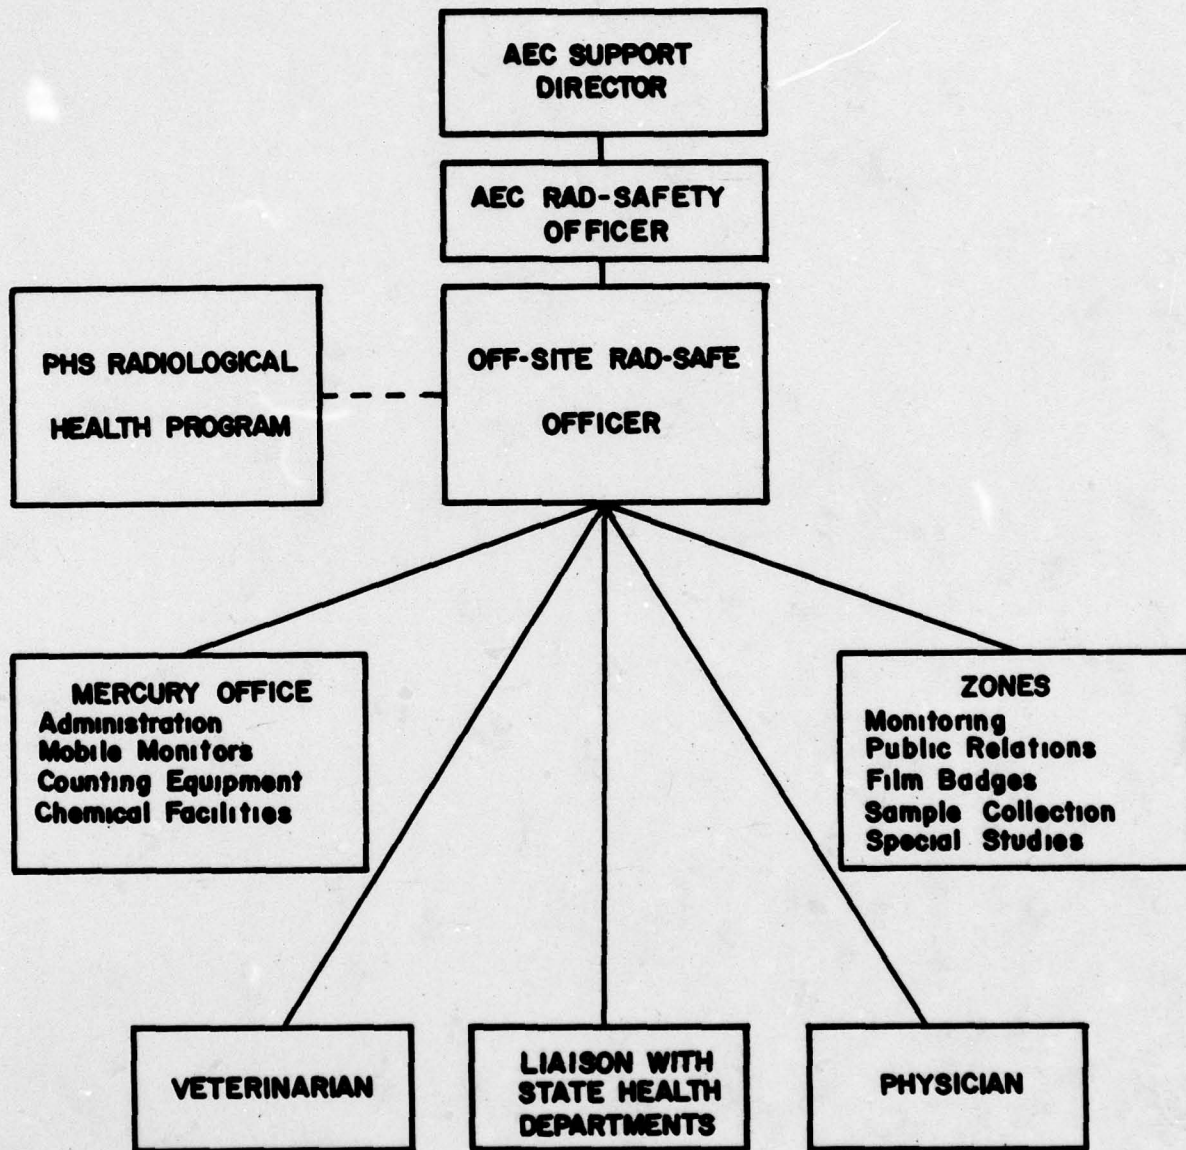 AEC SUPPORT
DIRECTOR
AEC RAD-SAFETY
OFFICER
PHS RADIOLOGICAL
HEALTH PROGRAM
OFF-SITE RAD-SAFE
OFFICER
MERCURY OFFICE
Administration
Mobile Monitors
Counting Equipment
Chemical Facilities
ZONES
Monitoring
Public Relations
Film Badges
Sample Collection
Special Studies
VETERINARIAN
LIAISON WITH
STATE HEALTH
DEPARTMENTS
PHYSICIAN